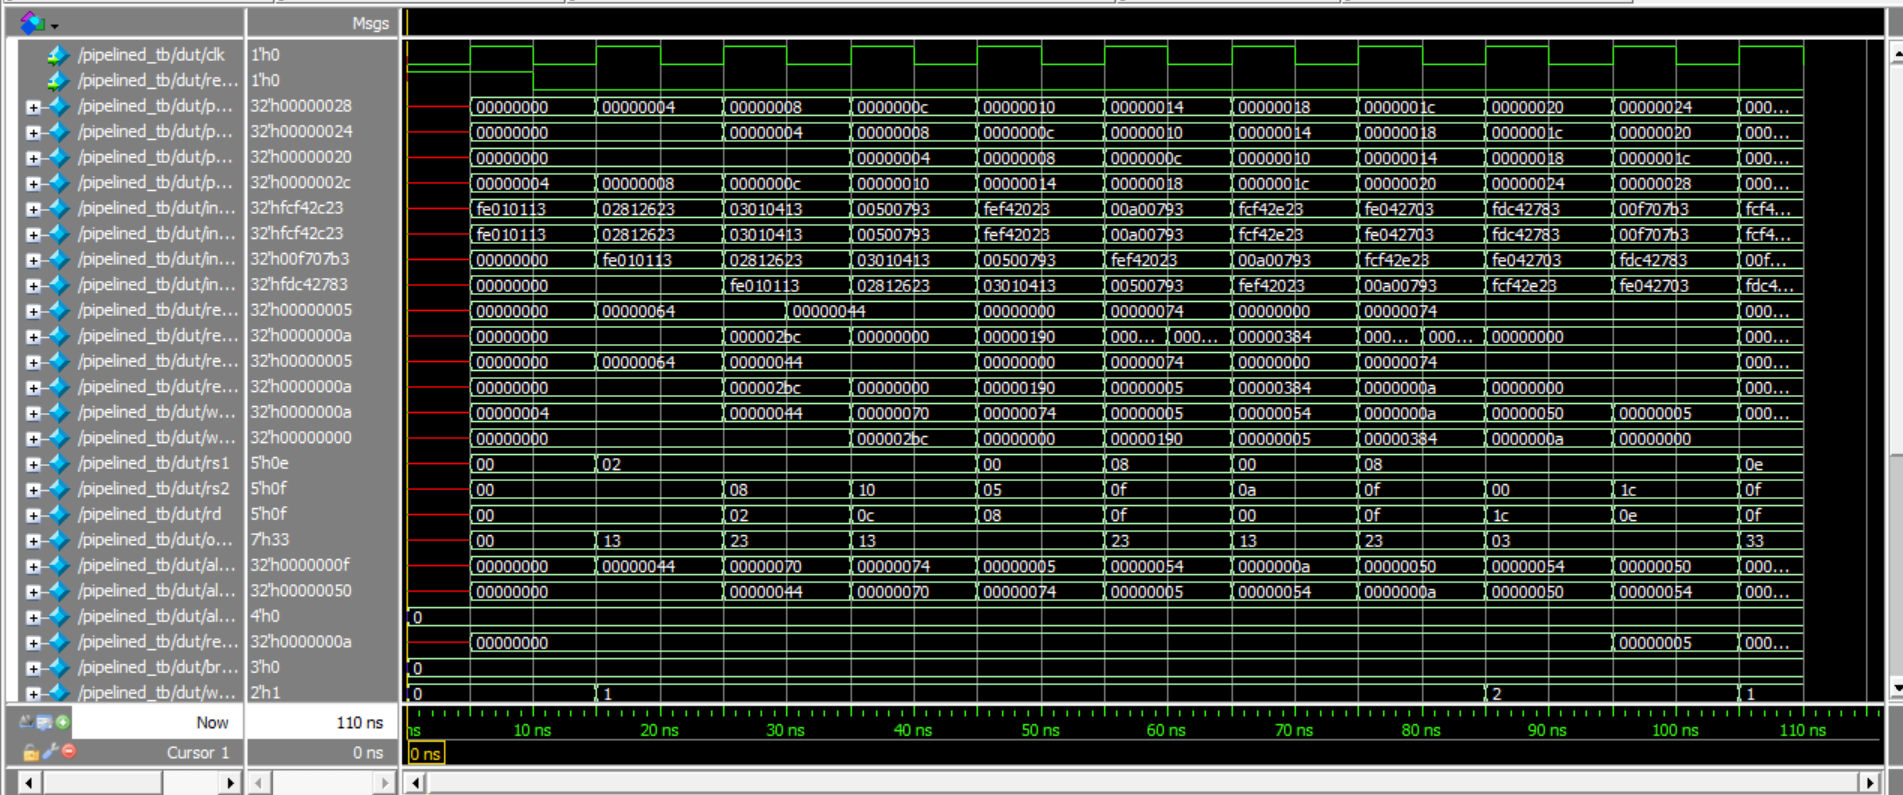 Msgs
/pipelined_tb/dut/clk 1'h0
/pipelined_tb/dut/re... 1'h0
/pipelined_tb/dut/p... 32'h00000028 00000000 00000004 00000008 0000000c 00000010 00000014 00000018 0000001c 00000020 00000024 000...
/pipelined_tb/dut/p... 32'h00000024 00000000 00000004 00000008 0000000c 00000010 00000014 00000018 0000001c 00000020 000...
/pipelined_tb/dut/p... 32'h00000020 00000000 00000004 00000008 0000000c 00000010 00000014 00000018 0000001c 000...
/pipelined_tb/dut/p... 32'h0000002c 00000004 00000008 0000000c 00000010 00000014 00000018 0000001c 00000020 00000024 00000028 000...
/pipelined_tb/dut/in... 32'hfcf42c23 fe010113 02812623 03010413 00500793 fef42023 00a00793 fcf42e23 fe042703 fdc42783 00f707b3 fcf4...
/pipelined_tb/dut/in... 32'hfcf42c23 fe010113 02812623 03010413 00500793 fef42023 00a00793 fcf42e23 fe042703 fdc42783 00f707b3 fcf4...
/pipelined_tb/dut/in... 32'h00f707b3 00000000 fe010113 02812623 03010413 00500793 fef42023 00a00793 fcf42e23 fe042703 fdc42783 00f...
/pipelined_tb/dut/in... 32'hfdc42783 00000000 fe010113 02812623 03010413 00500793 fef42023 00a00793 fcf42e23 fe042703 fdc4...
/pipelined_tb/dut/re... 32'h00000005 00000000 00000064 00000044 00000000 00000074 00000000 00000074 000...
/pipelined_tb/dut/re... 32'h0000000a 00000000 000002bc 00000000 00000190 000... 000... 00000384 000... 000... 00000000 000...
/pipelined_tb/dut/re... 32'h00000005 00000000 00000064 00000044 00000000 00000074 00000000 00000074 000...
/pipelined_tb/dut/re... 32'h0000000a 00000000 000002bc 00000000 00000190 00000005 00000384 0000000a 00000000 000...
/pipelined_tb/dut/w... 32'h0000000a 00000004 00000044 00000070 00000074 00000005 00000054 0000000a 00000050 00000005 000...
/pipelined_tb/dut/w... 32'h00000000 00000000 000002bc 00000000 00000190 00000005 00000384 0000000a 00000000
/pipelined_tb/dut/rs1 5'h0e 00 02 00 08 00 08 0e
/pipelined_tb/dut/rs2 5'h0f 00 08 10 05 0f 0a 0f 00 1c 0f
/pipelined_tb/dut/rd 5'h0f 00 02 0c 08 0f 00 0f 1c 0e 0f
/pipelined_tb/dut/o... 7'h33 00 13 23 13 23 13 23 03 33
/pipelined_tb/dut/al... 32'h0000000f 00000000 00000044 00000070 00000074 00000005 00000054 0000000a 00000050 00000054 00000050 000...
/pipelined_tb/dut/al... 32'h00000050 00000000 00000044 00000070 00000074 00000005 00000054 0000000a 00000050 00000054 000...
/pipelined_tb/dut/al... 4'h0 0
/pipelined_tb/dut/re... 32'h0000000a 00000000 00000005 000...
/pipelined_tb/dut/br... 3'h0 0
/pipelined_tb/dut/w... 2'h1 0 1 2 1
Now 110 ns ns 10 ns 20 ns 30 ns 40 ns 50 ns 60 ns 70 ns 80 ns 90 ns 100 ns 110 ns
Cursor 1 0 ns 0 ns